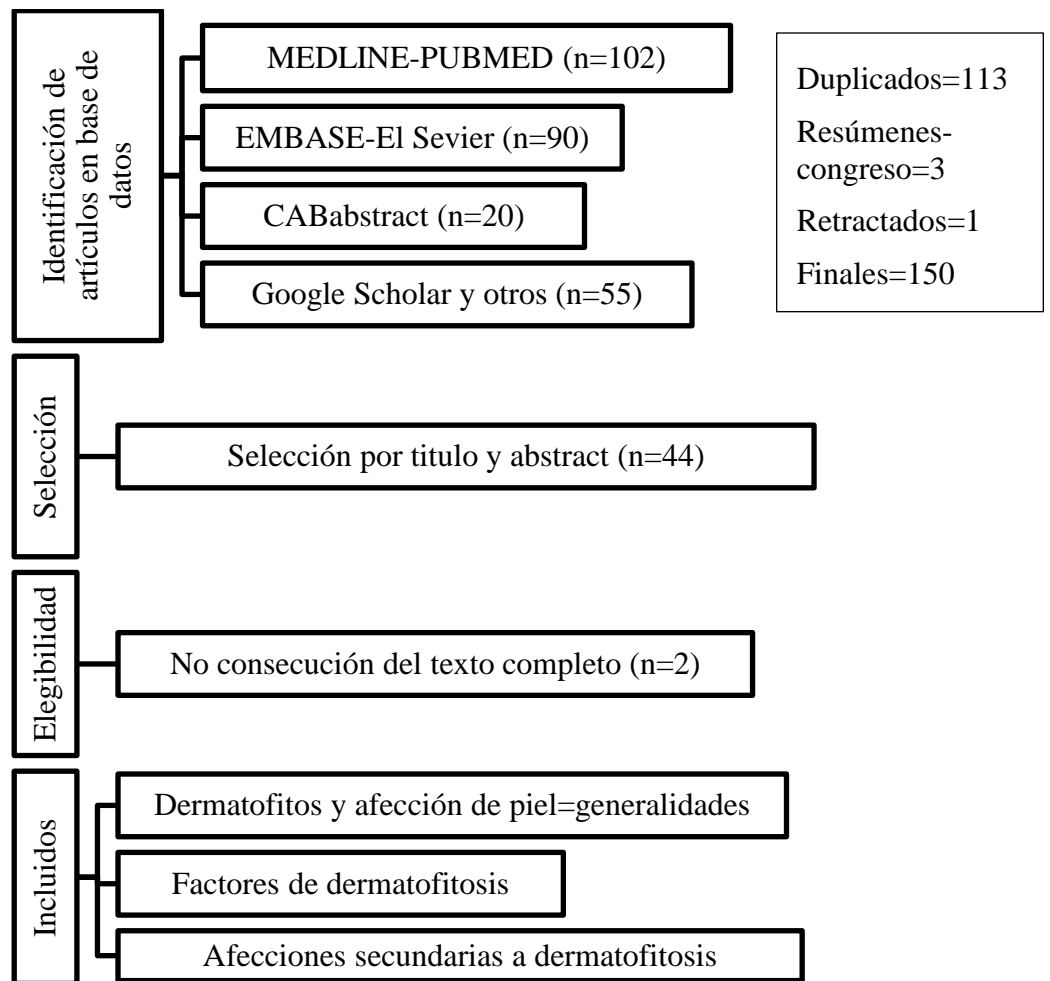 Identificación de
artículos en base de
datos
MEDLINE-PUBMED (n=102)
EMBASE-El Sevier (n=90)
CABabstract (n=20)
Google Scholar y otros (n=55)
Duplicados=113
Resúmenes-
congreso=3
Retractados=1
Finales=150
Selección
Selección por titulo y abstract (n=44)
Elegibilidad
No consecución del texto completo (n=2)
Incluidos
Dermatofitos y afección de piel=generalidades
Factores de dermatofitosis
Afecciones secundarias a dermatofitosis